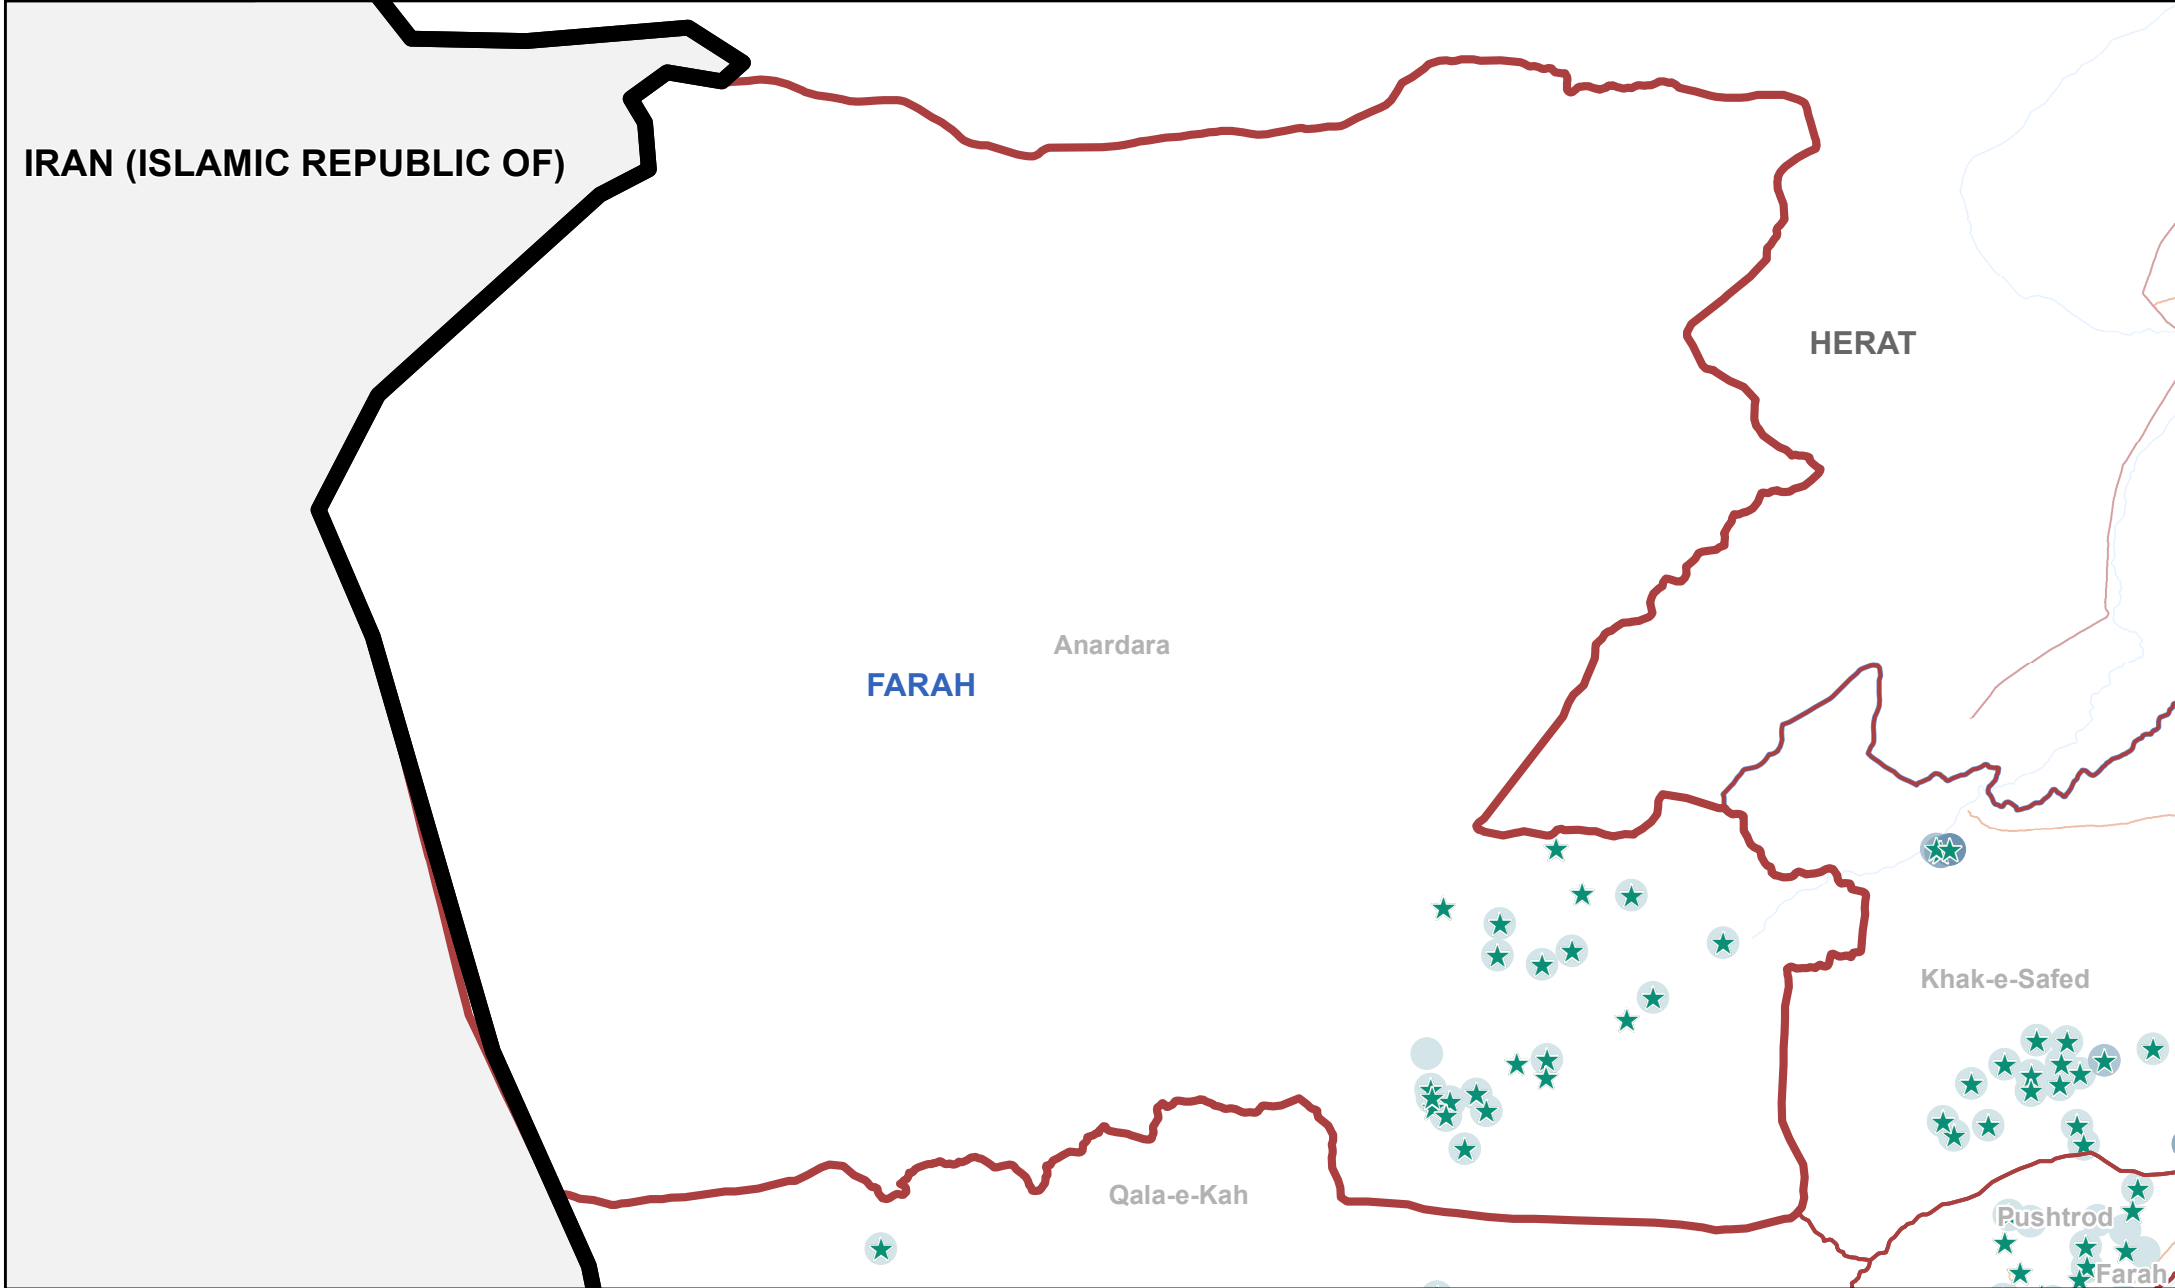 IRAN (ISLAMIC REPUBLIC OF)
HERAT
Anardara
FARAH
Khak-e-Safed
Qala-e-Kah
Pushtrod
Farah